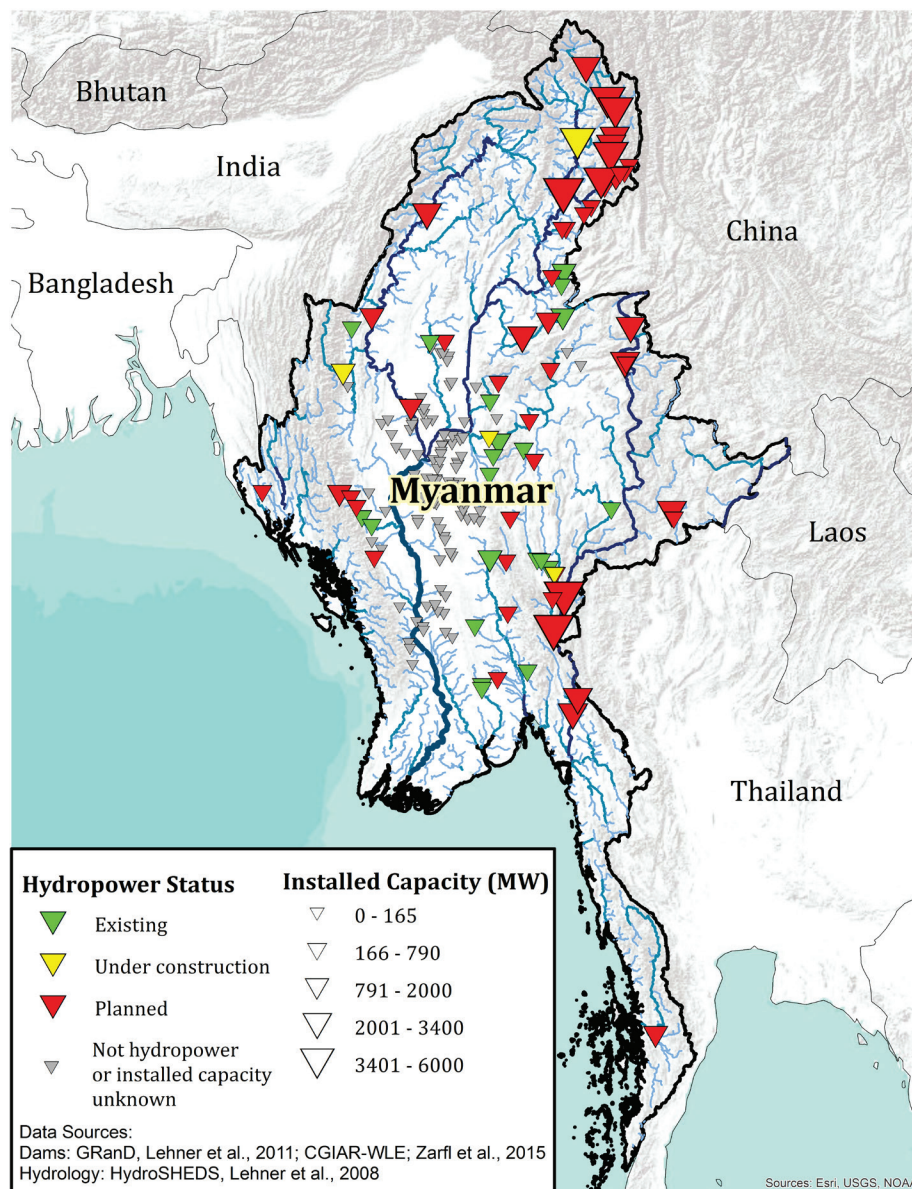 Bhutan
India
China
Bangladesh
Myanmar
Laos
Thailand
Hydropower Status
Existing
Under construction
Planned
Not hydropower
or installed capacity
unknown
Installed Capacity (MW)
0 - 165
166 - 790
791 - 2000
2001 - 3400
3401 - 6000
Data Sources:
Dams: GRanD, Lehner et al., 2011; CGIAR-WLE; Zarfl et al., 2015
Hydrology: HydroSHEDS, Lehner et al., 2008
Sources: Esri, USGS, NOAA